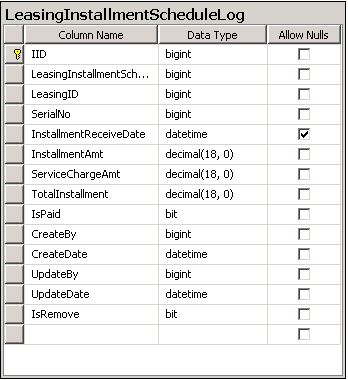 LeasingInstallmentScheduleLog
Column Name Data Type Allow Nulls
IID bigint
LeasingInstallmentSch... bigint
LeasingID bigint
SerialNo bigint
InstallmentReceiveDate datetime
InstallmentAmt decimal(18, 0)
ServiceChargeAmt decimal(18, 0)
TotalInstallment decimal(18, 0)
IsPaid bit
CreateBy bigint
CreateDate datetime
UpdateBy bigint
UpdateDate datetime
IsRemove bit